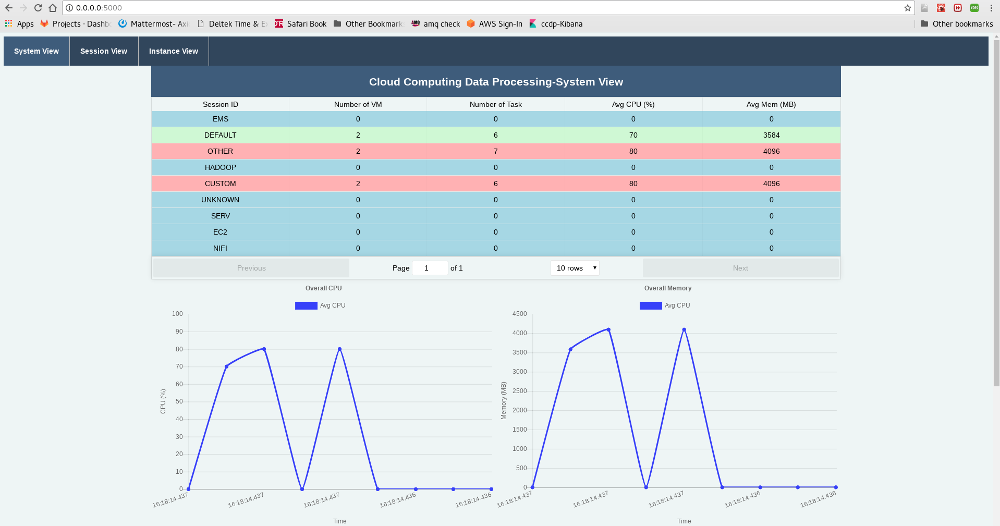 0.0.0.0:5000
Apps Projects · Dashb Mattermost- Axi Deltek Time & E Safari Book Other Bookmark amq check AWS Sign-In ccdp-Kibana Other bookmarks
System View Session View Instance View
Cloud Computing Data Processing-System View
Session ID Number of VM Number of Task Avg CPU (%) Avg Mem (MB)
EMS 0 0 0 0
DEFAULT 2 6 70 3584
OTHER 2 7 80 4096
HADOOP 0 0 0 0
CUSTOM 2 6 80 4096
UNKNOWN 0 0 0 0
SERV 0 0 0 0
EC2 0 0 0 0
NIFI 0 0 0 0
Previous Page 1 of 1 10 rows Next
Overall CPU
Avg CPU
100
90
80
70
60
50
40
30
20
10
0
CPU (%)
16:18:14.437 16:18:14.437 16:18:14.437 16:18:14.436 16:18:14.436
Time
Overall Memory
Avg CPU
4500
4000
3500
3000
2500
2000
1500
1000
500
0
Memory (MB)
16:18:14.437 16:18:14.437 16:18:14.437 16:18:14.436 16:18:14.436
Time